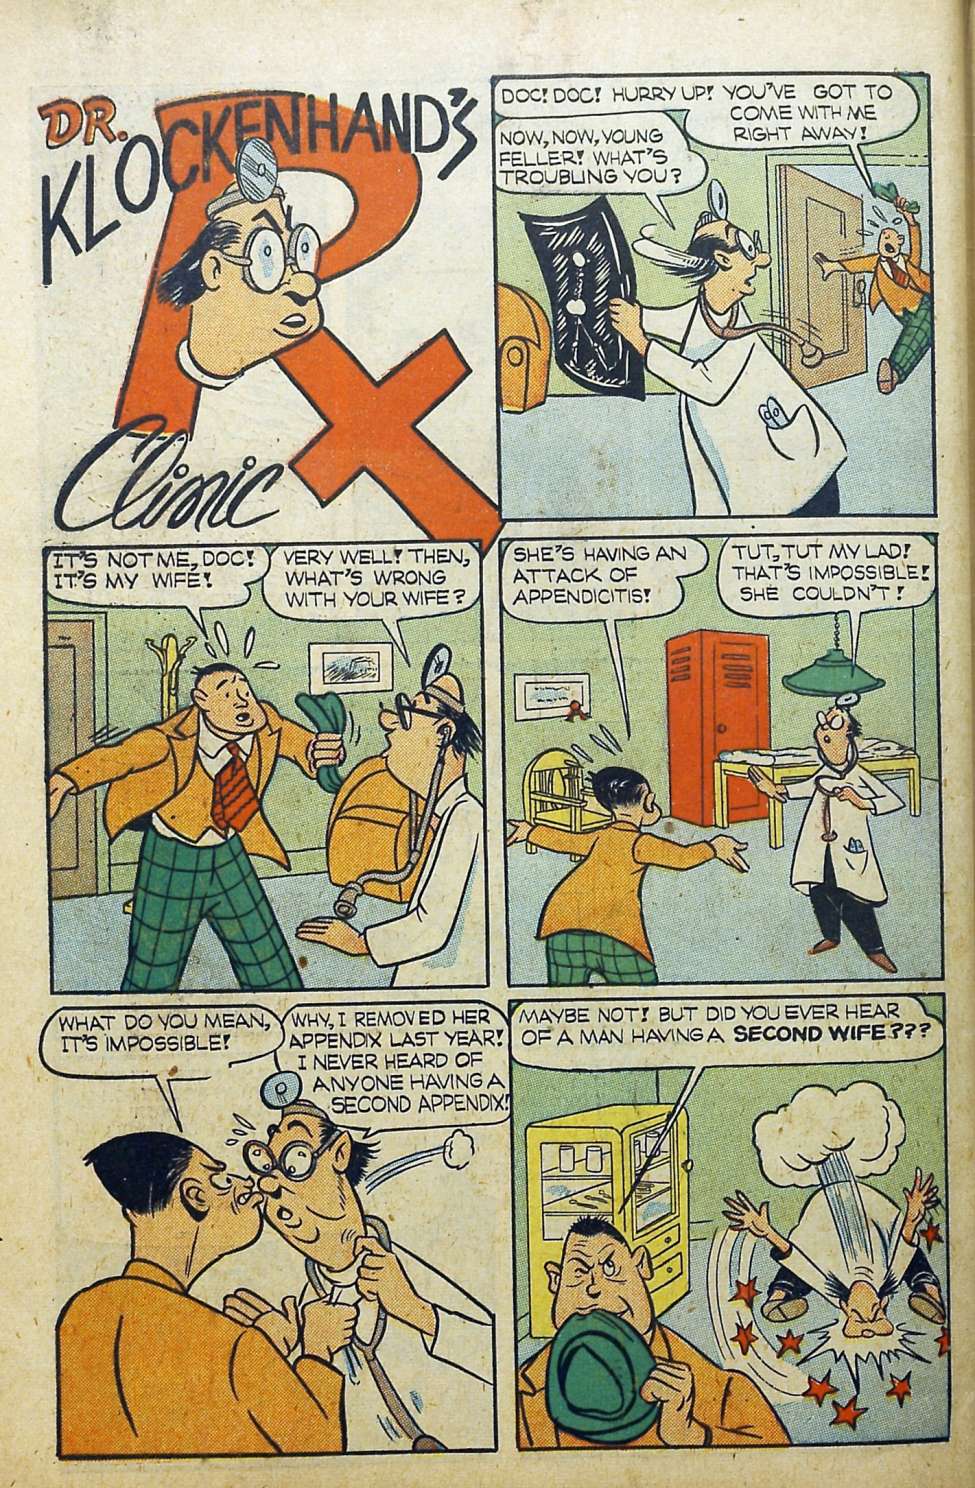 DR.
KLOCKENHAND'S
RX
Clinic
DOC! DOC! HURRY UP! YOU'VE GOT TO
COME WITH ME
RIGHT AWAY!
NOW, NOW, YOUNG
FELLER! WHAT'S
TROUBLING YOU?
IT'S NOT ME, DOC!
IT'S MY WIFE!
VERY WELL! THEN,
WHAT'S WRONG
WITH YOUR WIFE?
SHE'S HAVING AN
ATTACK OF
APPENDICITIS!
TUT, TUT MY LAD!
THAT'S IMPOSSIBLE!
SHE COULDN'T!
WHAT DO YOU MEAN,
IT'S IMPOSSIBLE!
WHY, I REMOVED HER
APPENDIX LAST YEAR!
I NEVER HEARD OF
ANYONE HAVING A
SECOND APPENDIX!
MAYBE NOT! BUT DID YOU EVER HEAR
OF A MAN HAVING A SECOND WIFE???